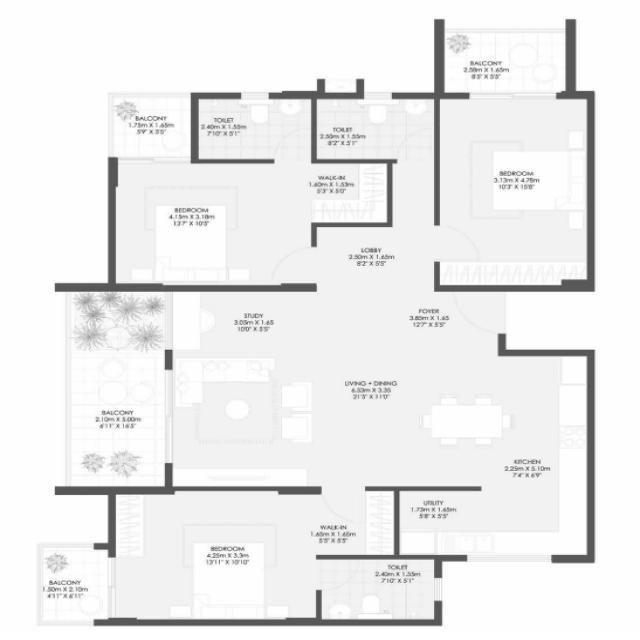 BALCONY
2.58m X 1.65m
8'5" X 5'5"
BALCONY
1.75m X 1.65m
5'9" X 5'5"
TOILET
2.40m X 1.55m
7'10" X 5'1"
TOILET
2.50m X 1.55m
8'2" X 5'1"
BEDROOM
3.13m X 4.78m
10'3" X 15'8"
WALK-IN
1.60m X 1.53m
5'3" X 5'0"
BEDROOM
4.15m X 3.18m
13'7" X 10'5"
LOBBY
2.50m X 1.65m
8'2" X 5'5"
STUDY
3.05m X 1.65
10'0" X 5'5"
FOYER
3.85m X 1.65
12'7" X 5'5"
LIVING + DINING
6.53m X 3.35
21'5" X 11'0"
BALCONY
2.10m X 5.00m
6'11" X 16'5"
KITCHEN
2.25m X 5.10m
7'4" X 6'9"
UTILITY
1.73m X 1.65m
5'8" X 5'5"
WALK-IN
1.65m X 1.65m
5'5" X 5'5"
BEDROOM
4.25m X 3.3m
13'11" X 10'10"
TOILET
2.40m X 1.55m
7'10" X 5'1"
BALCONY
1.50m X 2.10m
4'11" X 6'11"